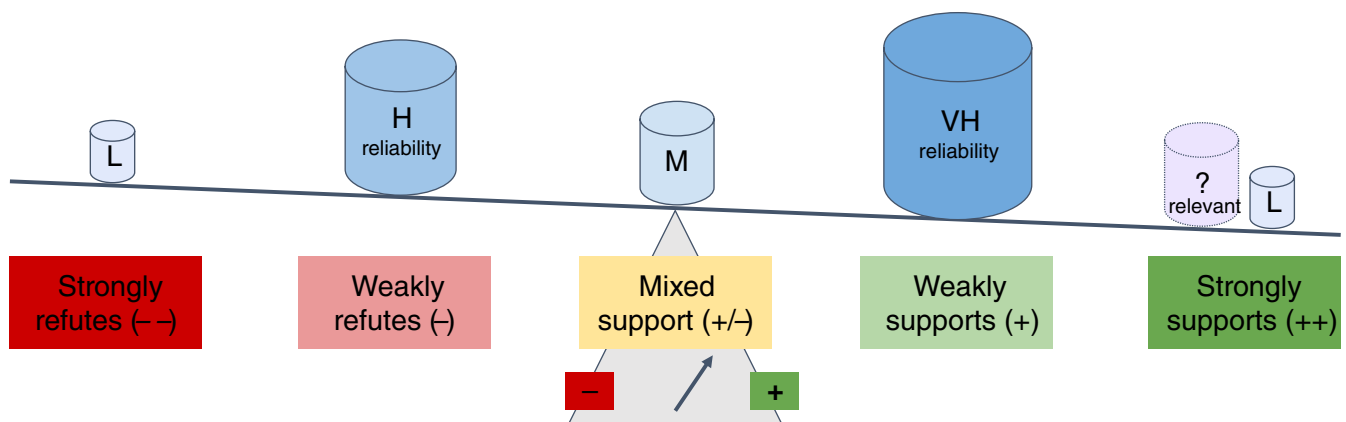 L
H
reliability
M
VH
reliability
?
relevant
L
Strongly
refutes (– –)
Weakly
refutes (–)
Mixed
support (+/–)
Weakly
supports (+)
Strongly
supports (++)
–
+